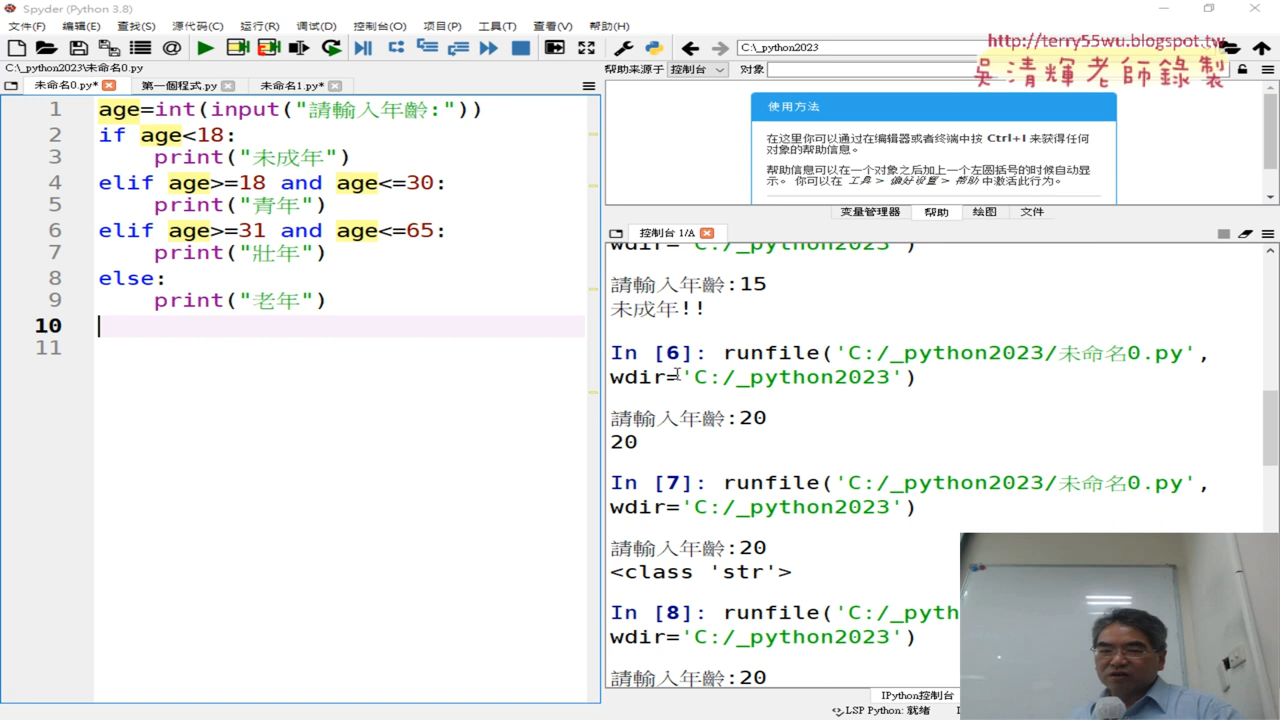 Spyder (Python 3.8)
文件(F) 编辑(E) 查找(S) 源代码(C) 运行(R) 调试(D) 控制台(O) 项目(P) 工具(T) 查看(V) 帮助(H)
C:\_python2023
http://terry55wu.blogspot.tw
吳清輝老師錄製
C:\_python2023\未命名0.py
帮助来源于 控制台 对象
未命名0.py* 第一個程式.py 未命名1.py*
1 age=int(input("請輸入年齡:"))
2 if age<18:
3 print("未成年")
4 elif age>=18 and age<=30:
5 print("青年")
6 elif age>=31 and age<=65:
7 print("壯年")
8 else:
9 print("老年")
10
11
使用方法
在这里你可以通过在编辑器或者终端中按 Ctrl+I 来获得任何
对象的帮助信息。
帮助信息可以在一个对象之后加上一个左圆括号的时候自动显
示。 你可以在 工具 > 偏好设置 > 帮助 中激活此行为。
变量管理器 帮助 绘图 文件
控制台 1/A
wdir='C:/_python2023')
請輸入年齡:15
未成年!!
In [6]: runfile('C:/_python2023/未命名0.py',
wdir='C:/_python2023')
請輸入年齡:20
20
In [7]: runfile('C:/_python2023/未命名0.py',
wdir='C:/_python2023')
請輸入年齡:20
<class 'str'>
In [8]: runfile('C:/_pyth
wdir='C:/_python2023')
請輸入年齡:20
IPython控制台
LSP Python: 就绪